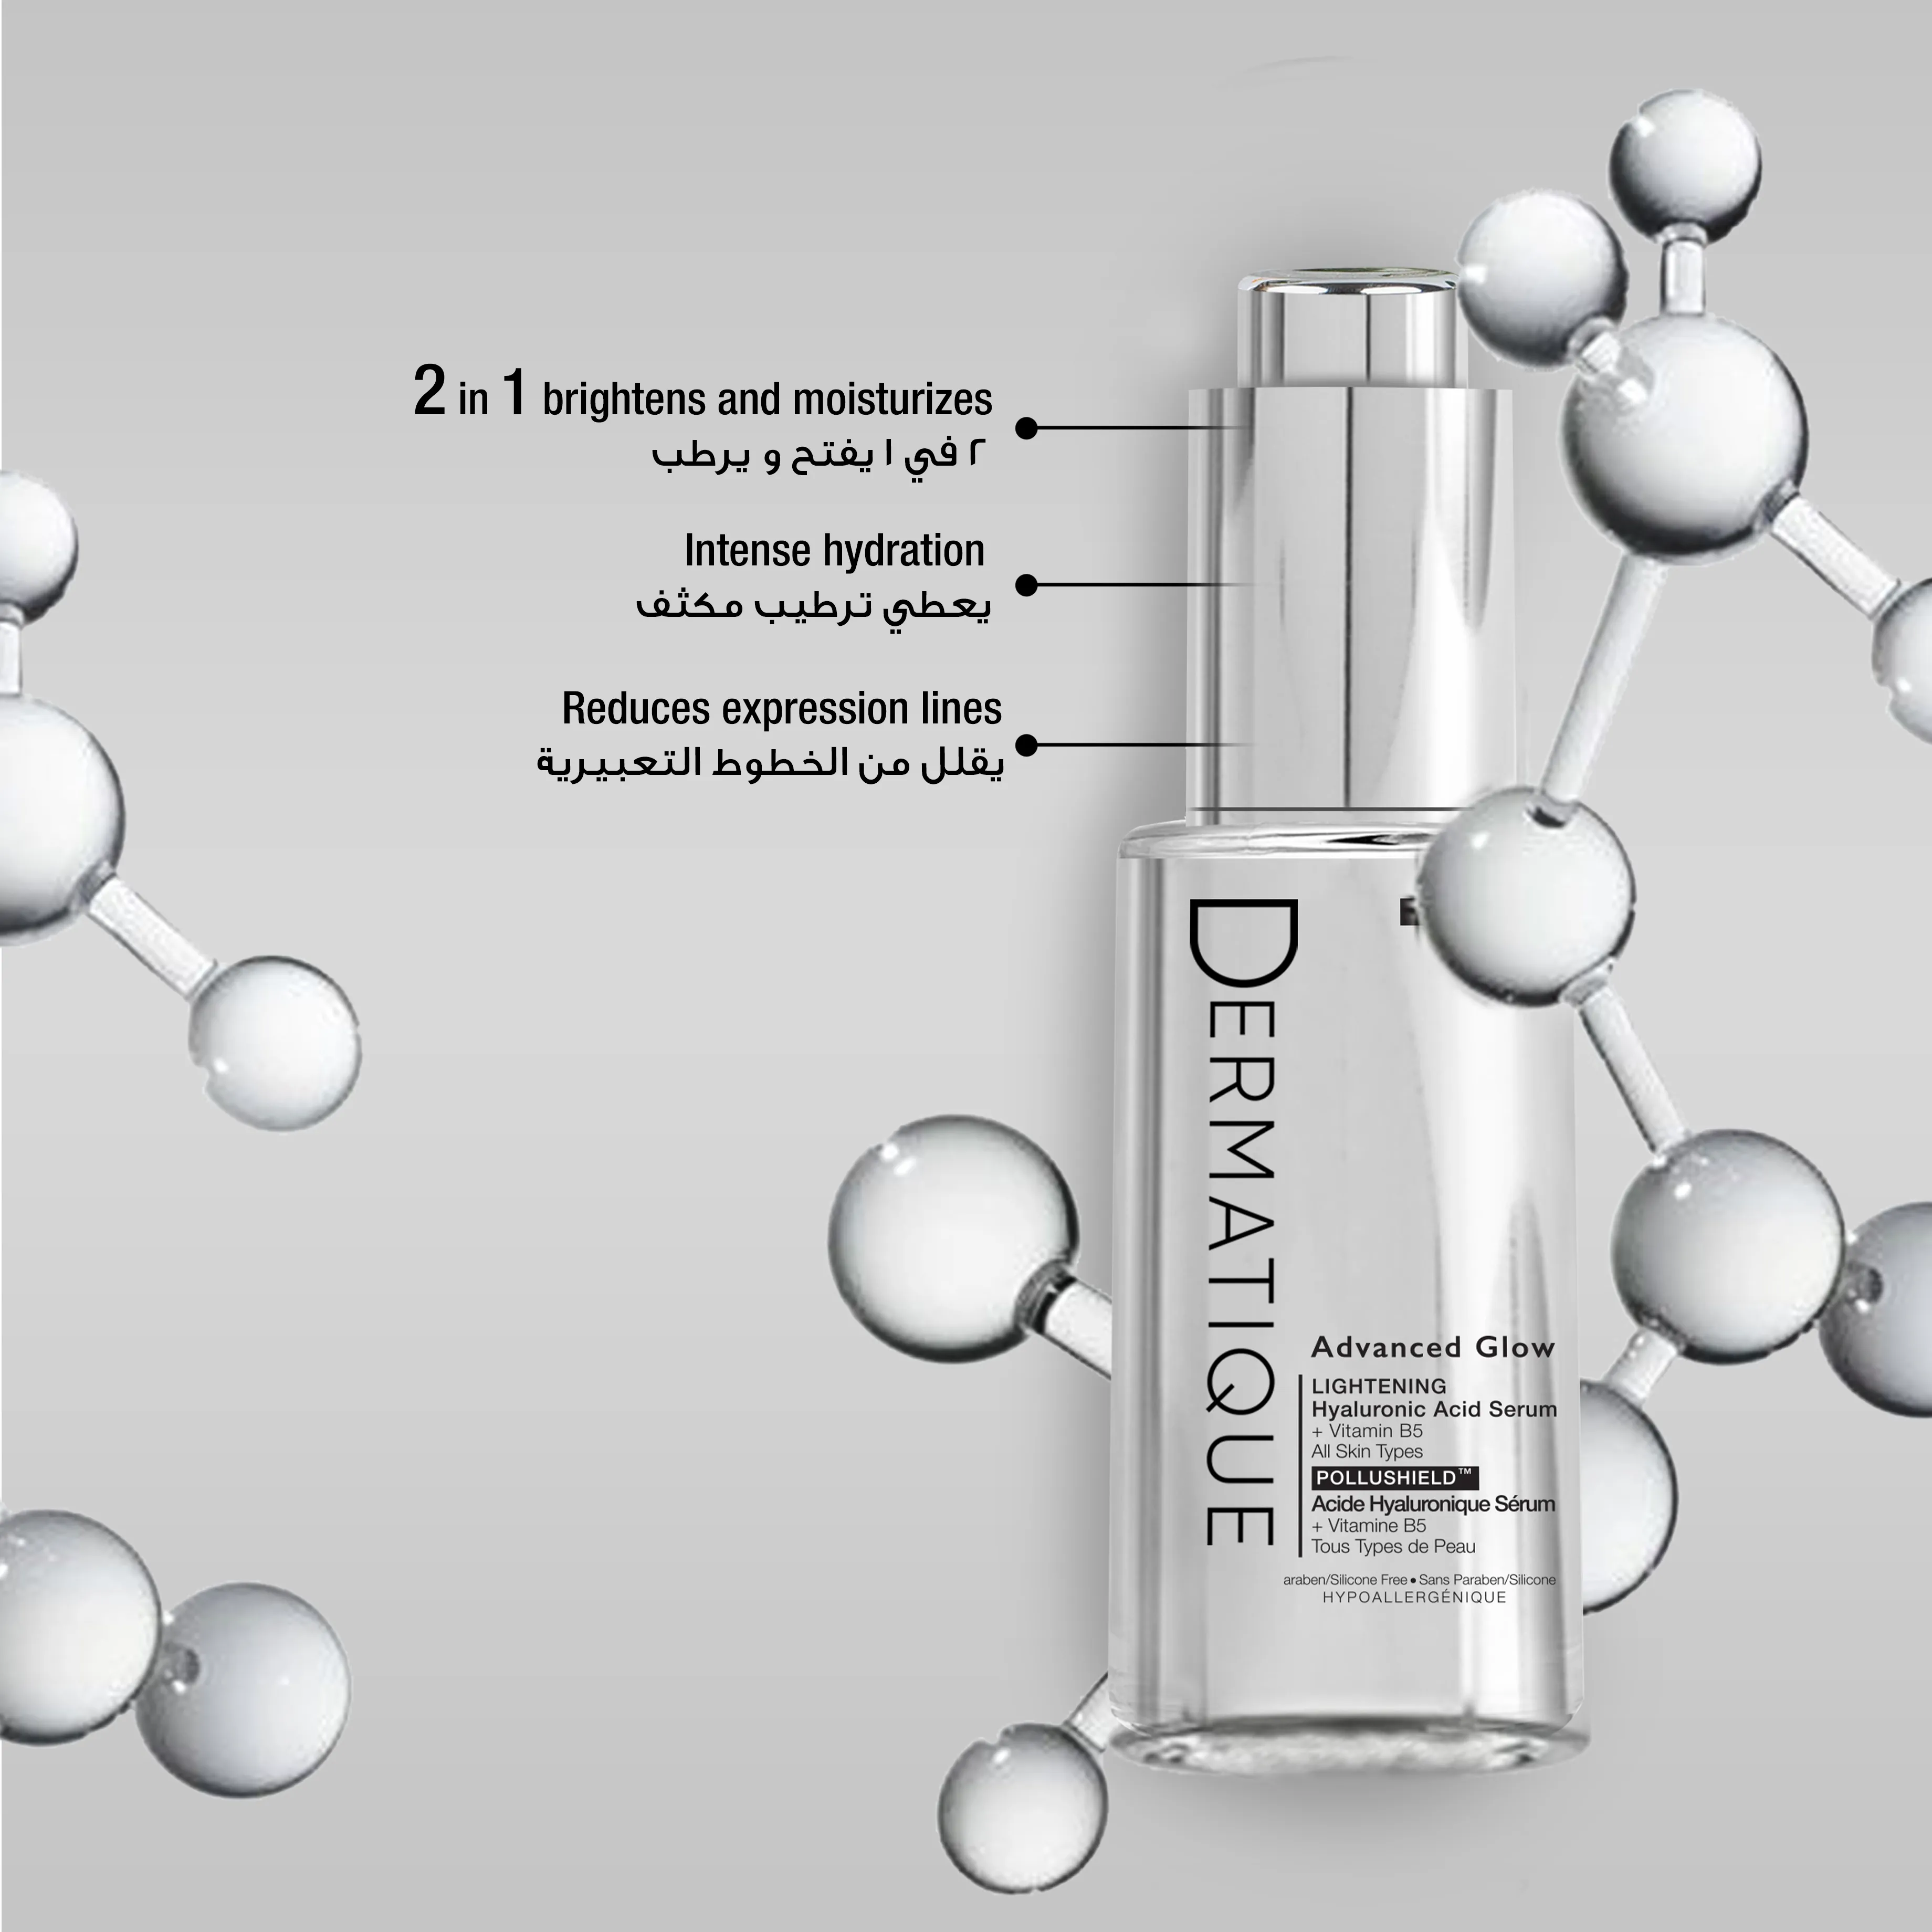 2 in 1 brightens and moisturizes
٢ في ١ يفتح و يرطب
Intense hydration
يعطي ترطيب مكثف
Reduces expression lines
يقلل من الخطوط التعبيرية
DERMATIQUE
Advanced Glow
LIGHTENING
Hyaluronic Acid Serum
+ Vitamin B5
All Skin Types
POLLUSHIELD™
Acide Hyaluronique Sérum
+ Vitamine B5
Tous Types de Peau
araben/Silicone Free • Sans Paraben/Silicone
HYPOALLERGÉNIQUE